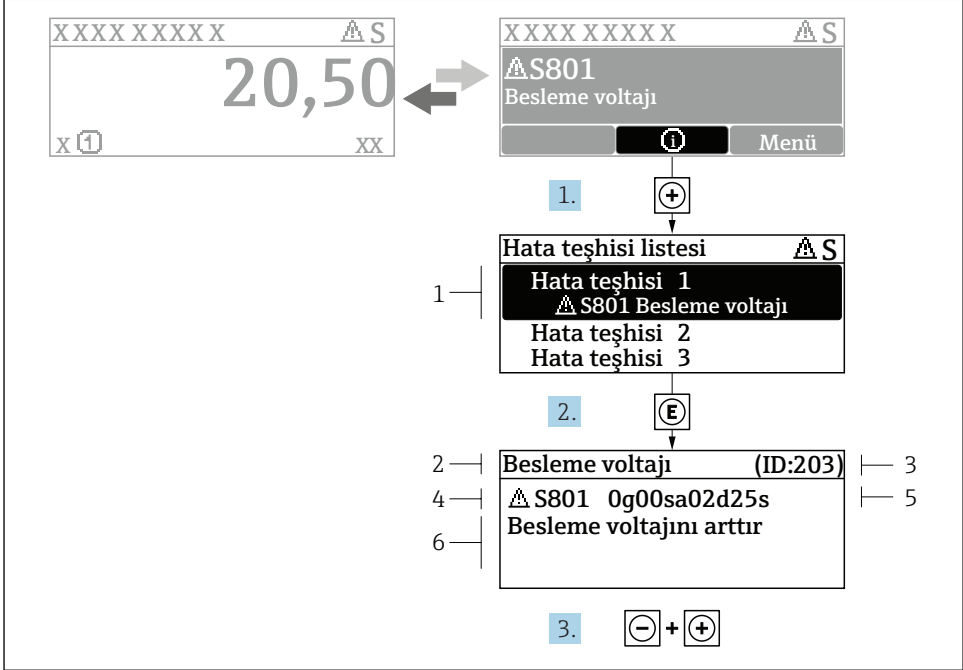 XXXX XXXXX ⚠S
20,50
X 1 XX
XXXX XXXXX ⚠S
⚠S801
Besleme voltajı
i Menü
1. +
Hata teşhisi listesi ⚠S
1 Hata teşhisi 1
⚠S801 Besleme voltajı
Hata teşhisi 2
Hata teşhisi 3
2. E
2 Besleme voltajı (ID:203) 3
4 ⚠S801 0g00sa02d25s 5
6 Besleme voltajını arttır
3. - + +